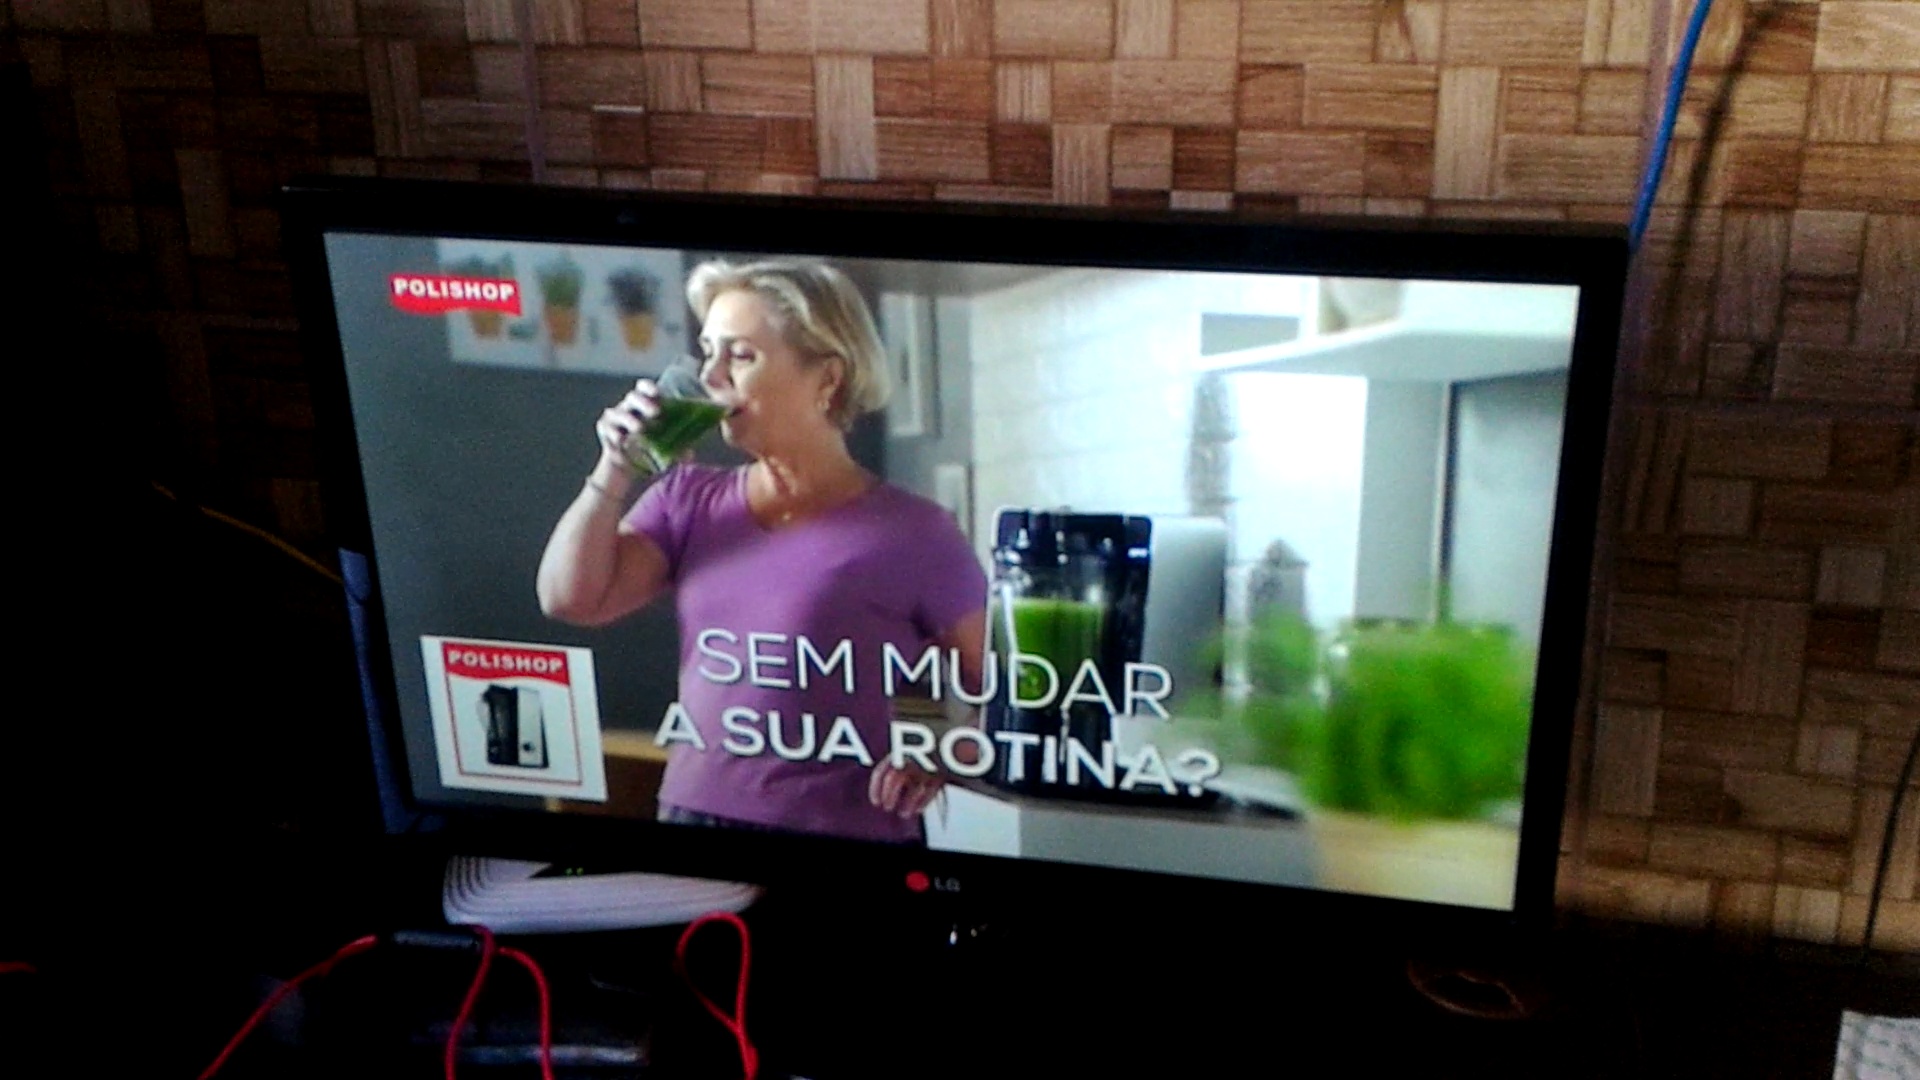 POLISHOP
POLISHOP
SEM MUDAR
A SUA ROTINA?
LG